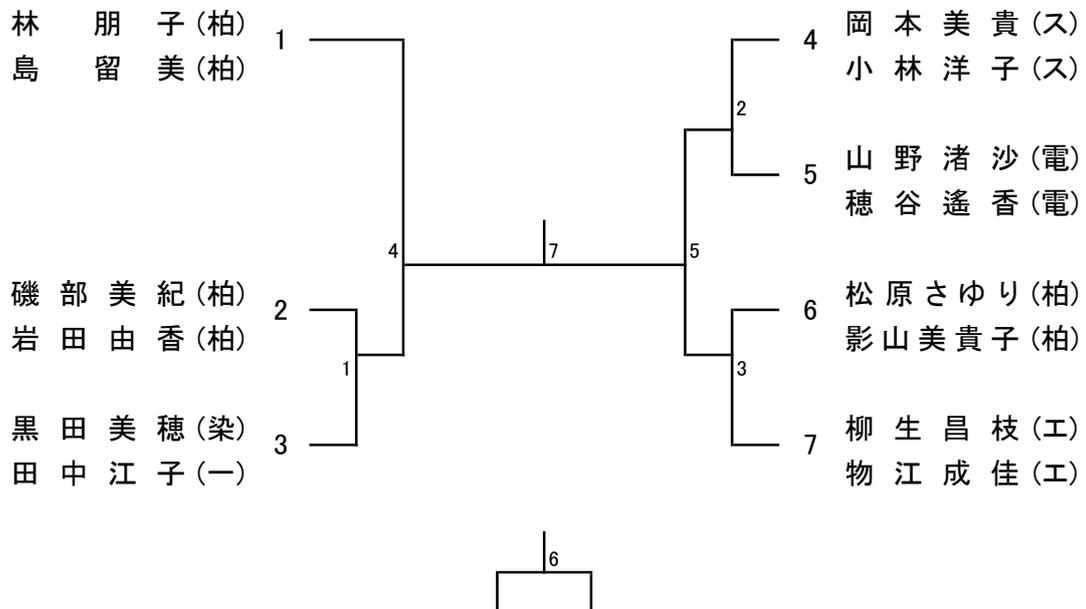 林朋子(柏)
1
島留美(柏)
磯部美紀(柏)
2
岩田由香(柏)
黒田美穂(染)
3
田中江子(一)
4
1
7
5
2
3
4
岡本美貴(ス)
小林洋子(ス)
5
山野渚沙(電)
穂谷遙香(電)
6
松原さゆり(柏)
影山美貴子(柏)
7
柳生昌枝(エ)
物江成佳(エ)
6